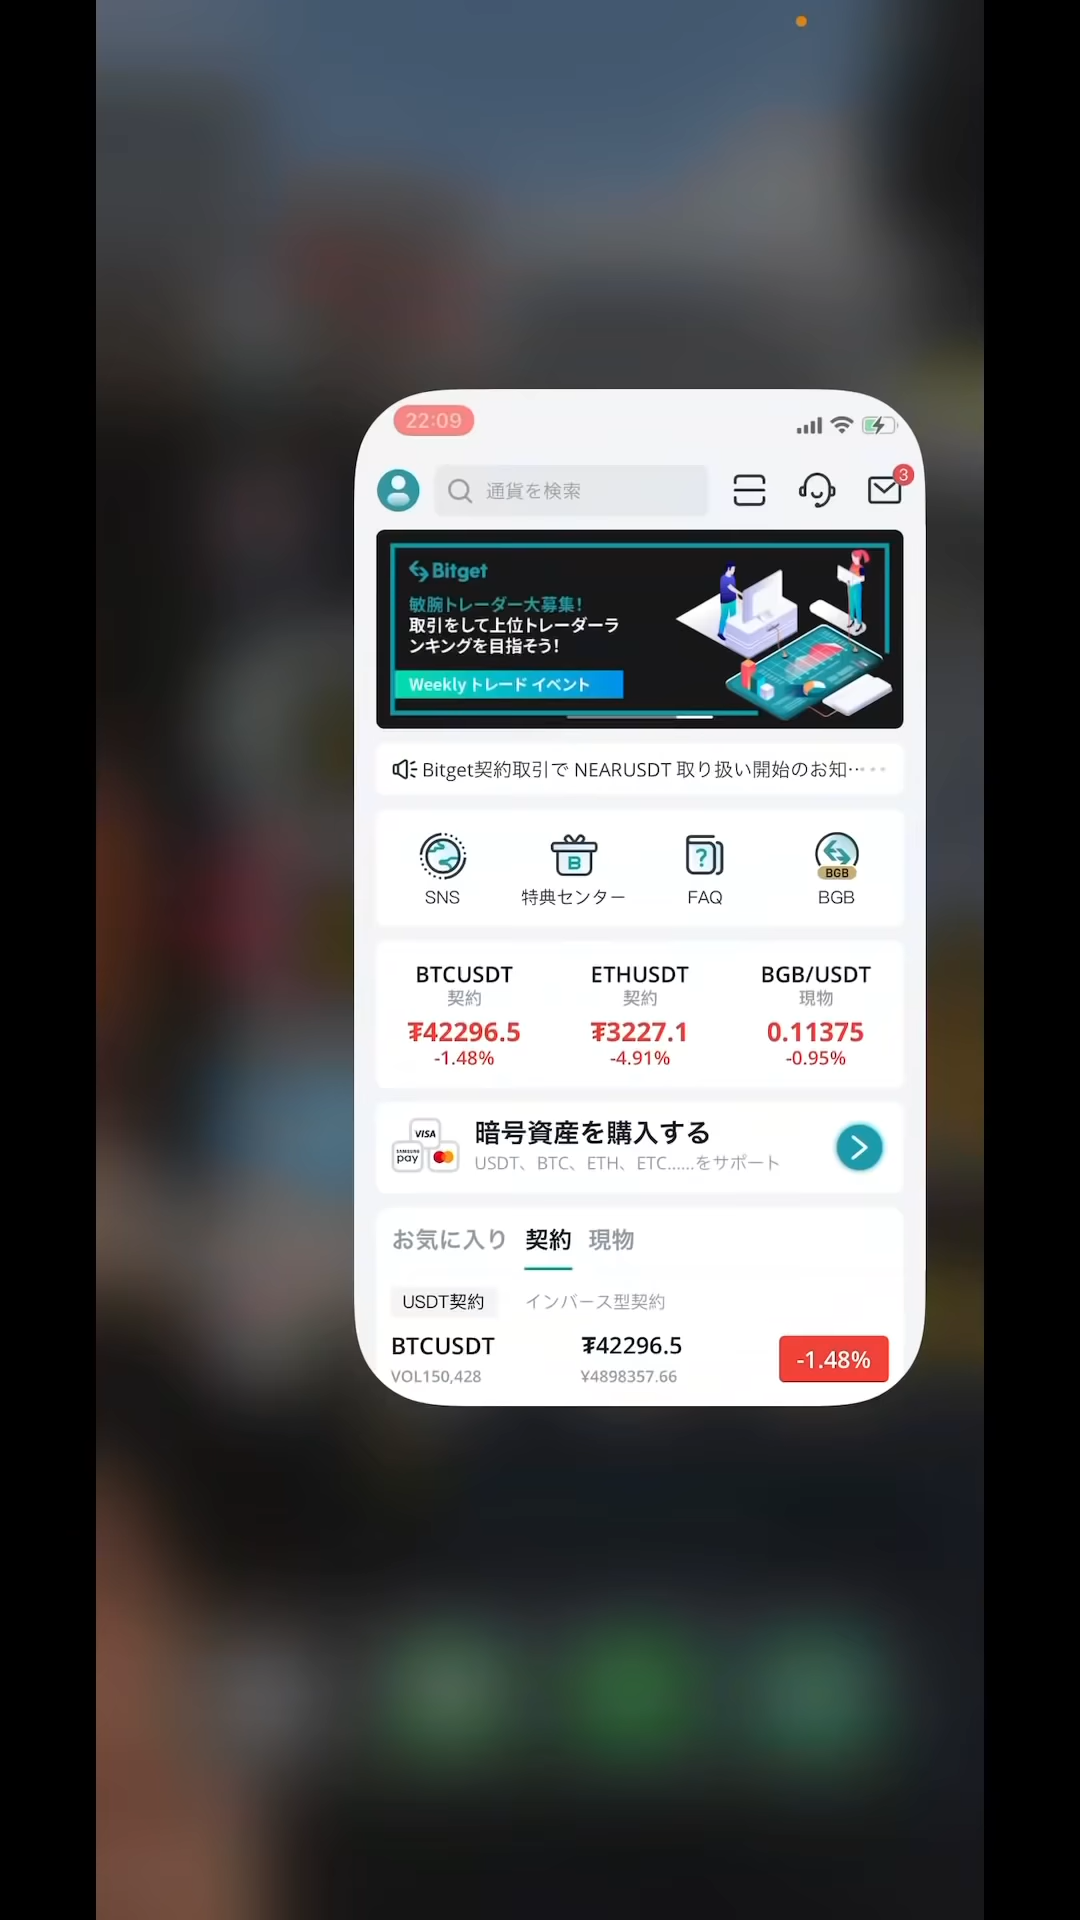 22:09
通貨を検索
3
Bitget
敏腕トレーダー大募集!
取引をして上位トレーダーラ
ンキングを目指そう!
Weekly トレード イベント
Bitget契約取引で NEARUSDT 取り扱い開始のお知…
SNS
特典センター
FAQ
BGB
BGB
BTCUSDT
ETHUSDT
BGB/USDT
契約
契約
現物
₮42296.5
₮3227.1
0.11375
-1.48%
-4.91%
-0.95%
VISA
SAMSUNG
pay
暗号資産を購入する
USDT、BTC、ETH、ETC......をサポート
お気に入り 契約 現物
USDT契約 インバース型契約
BTCUSDT
₮42296.5
-1.48%
VOL150,428
¥4898357.66